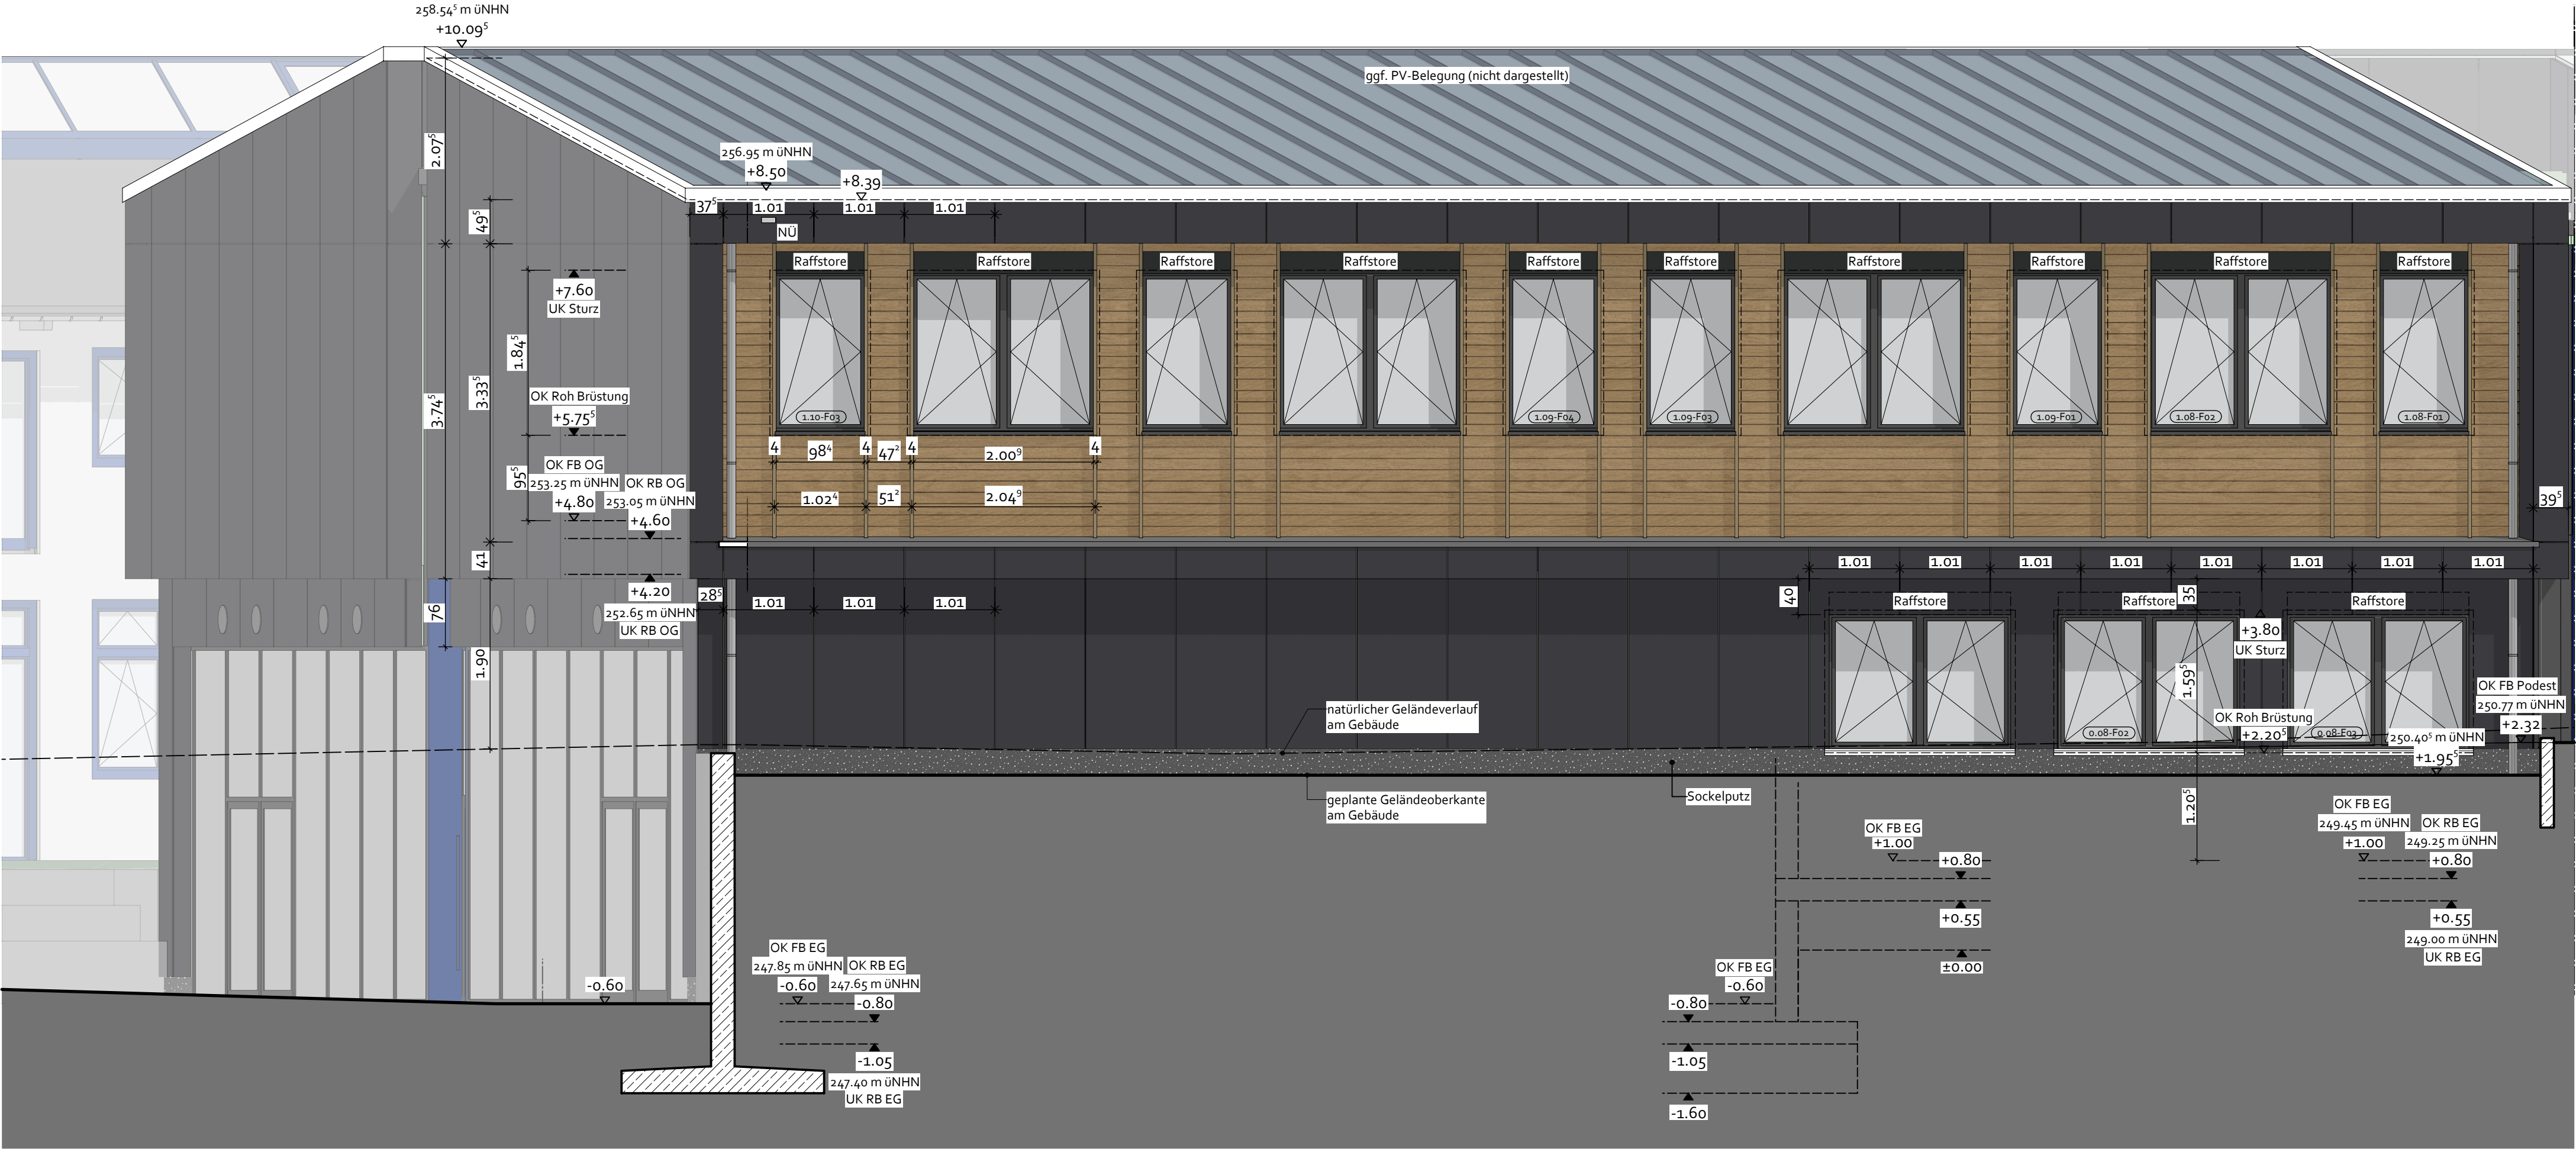 258.54⁵ m üNHN
+10.09⁵
ggf. PV-Belegung (nicht dargestellt)
2.07⁵
256.95 m üNHN
+8.50
+8.39
49⁵
37⁵
1.01
1.01
1.01
NÜ
Raffstore
Raffstore
Raffstore
Raffstore
Raffstore
Raffstore
Raffstore
Raffstore
Raffstore
Raffstore
+7.60
UK Sturz
1.84⁵
3.33⁵
3.74⁵
OK Roh Brüstung
+5.75⁵
1.10-F03
1.09-F04
1.09-F03
1.09-F01
1.08-F02
1.08-F01
4
98⁴
4
47²
4
2.00⁹
4
95⁵
OK FB OG
253.25 m üNHN
+4.80
OK RB OG
253.05 m üNHN
+4.60
1.02⁴
51²
2.04⁹
39⁵
41
1.01
1.01
1.01
1.01
1.01
1.01
1.01
1.01
+4.20
252.65 m üNHN
UK RB OG
76
28⁵
1.01
1.01
1.01
40
Raffstore
Raffstore
35
Raffstore
+3.80
UK Sturz
1.90
1.59⁵
OK FB Podest
250.77 m üNHN
+2.32
natürlicher Geländeverlauf
am Gebäude
OK Roh Brüstung
+2.20⁵
0.08-F02
0.08-F03
250.40⁵ m üNHN
+1.95⁵
geplante Geländeoberkante
am Gebäude
Sockelputz
1.20⁵
OK FB EG
+1.00
+0.80
+0.55
±0.00
OK FB EG
249.45 m üNHN
+1.00
OK RB EG
249.25 m üNHN
+0.80
+0.55
249.00 m üNHN
UK RB EG
-0.60
OK FB EG
247.85 m üNHN
-0.60
OK RB EG
247.65 m üNHN
-0.80
-1.05
247.40 m üNHN
UK RB EG
OK FB EG
-0.60
-0.80
-1.05
-1.60